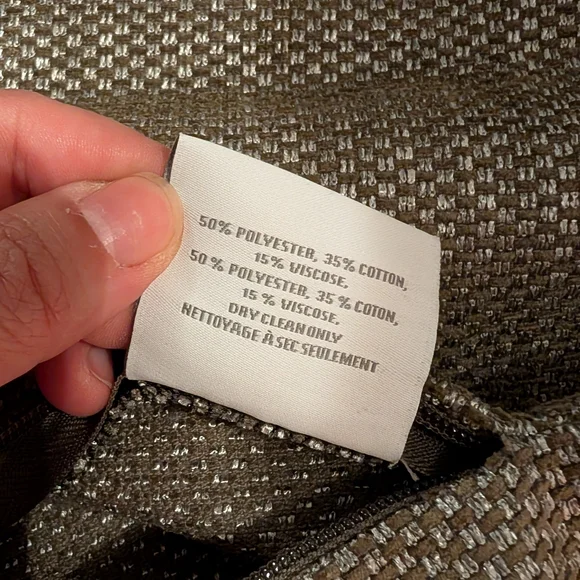 50% POLYESTER, 35% COTTON,
15% VISCOSE.
50 % POLYESTER, 35 % COTON,
15 % VISCOSE.
DRY CLEAN ONLY
NETTOYAGE À SEC SEULEMENT